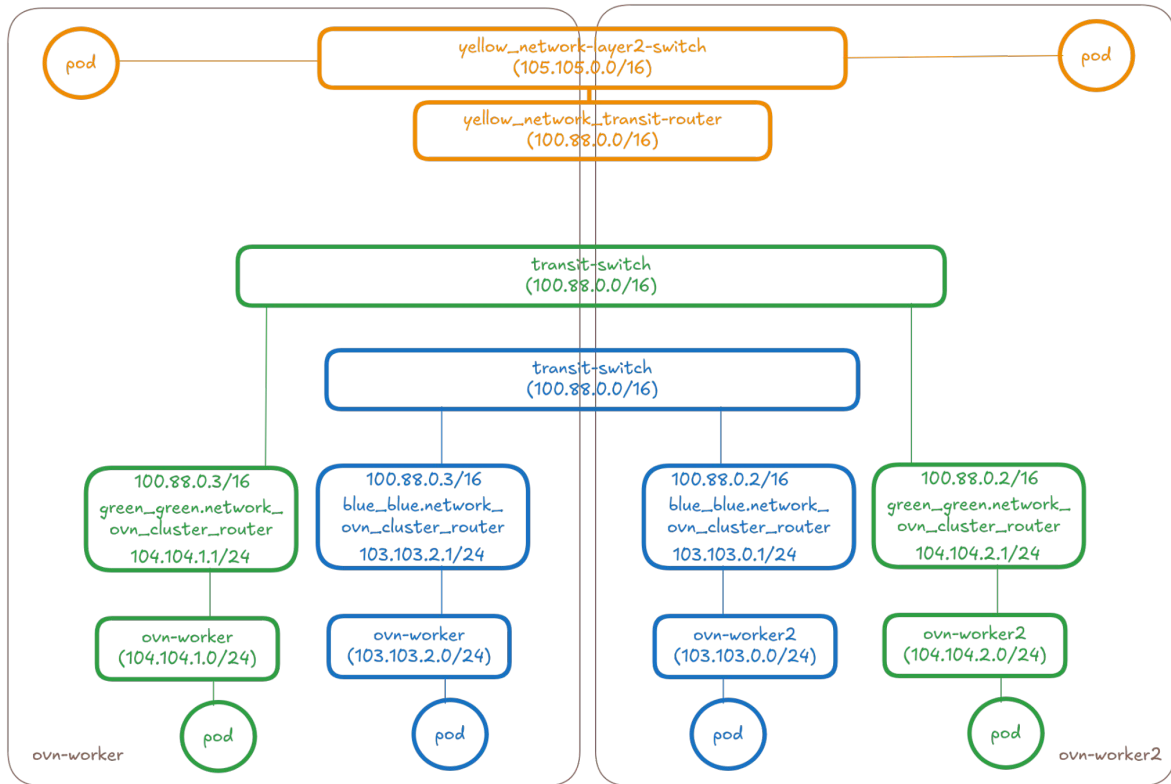 pod
yellow_network-layer2-switch
(105.105.0.0/16)
pod
yellow_network_transit-router
(100.88.0.0/16)
transit-switch
(100.88.0.0/16)
transit-switch
(100.88.0.0/16)
100.88.0.3/16
green_green.network_
ovn_cluster_router
104.104.1.1/24
100.88.0.3/16
blue_blue.network_
ovn_cluster_router
103.103.2.1/24
100.88.0.2/16
blue_blue.network_
ovn_cluster_router
103.103.0.1/24
100.88.0.2/16
green_green.network_
ovn_cluster_router
104.104.2.1/24
ovn-worker
(104.104.1.0/24)
ovn-worker
(103.103.2.0/24)
ovn-worker2
(103.103.0.0/24)
ovn-worker2
(104.104.2.0/24)
pod
pod
pod
pod
ovn-worker
ovn-worker2